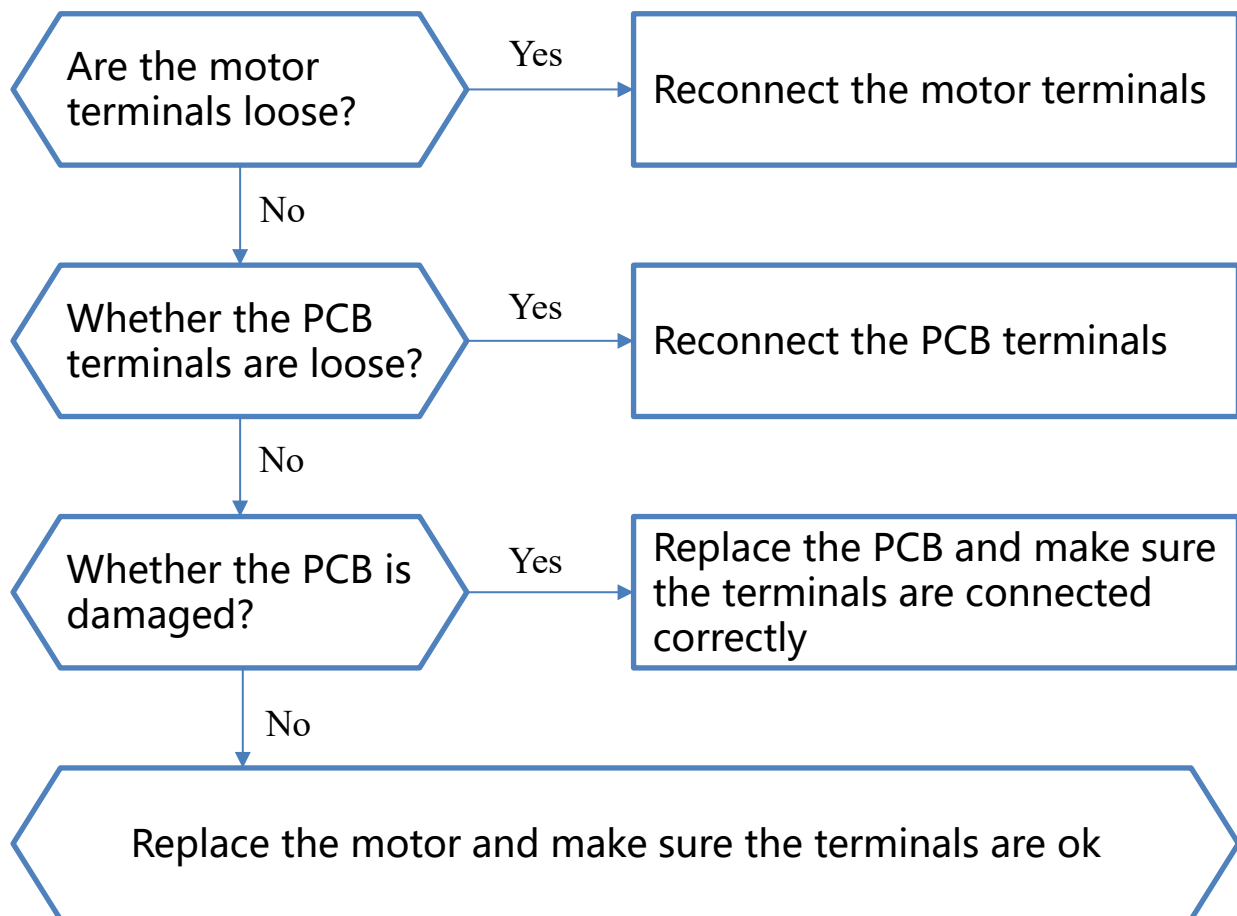 Are the motor
terminals loose?
Yes
Reconnect the motor terminals
No
Whether the PCB
terminals are loose?
Yes
Reconnect the PCB terminals
No
Whether the PCB is
damaged?
Yes
Replace the PCB and make sure
the terminals are connected
correctly
No
Replace the motor and make sure the terminals are ok